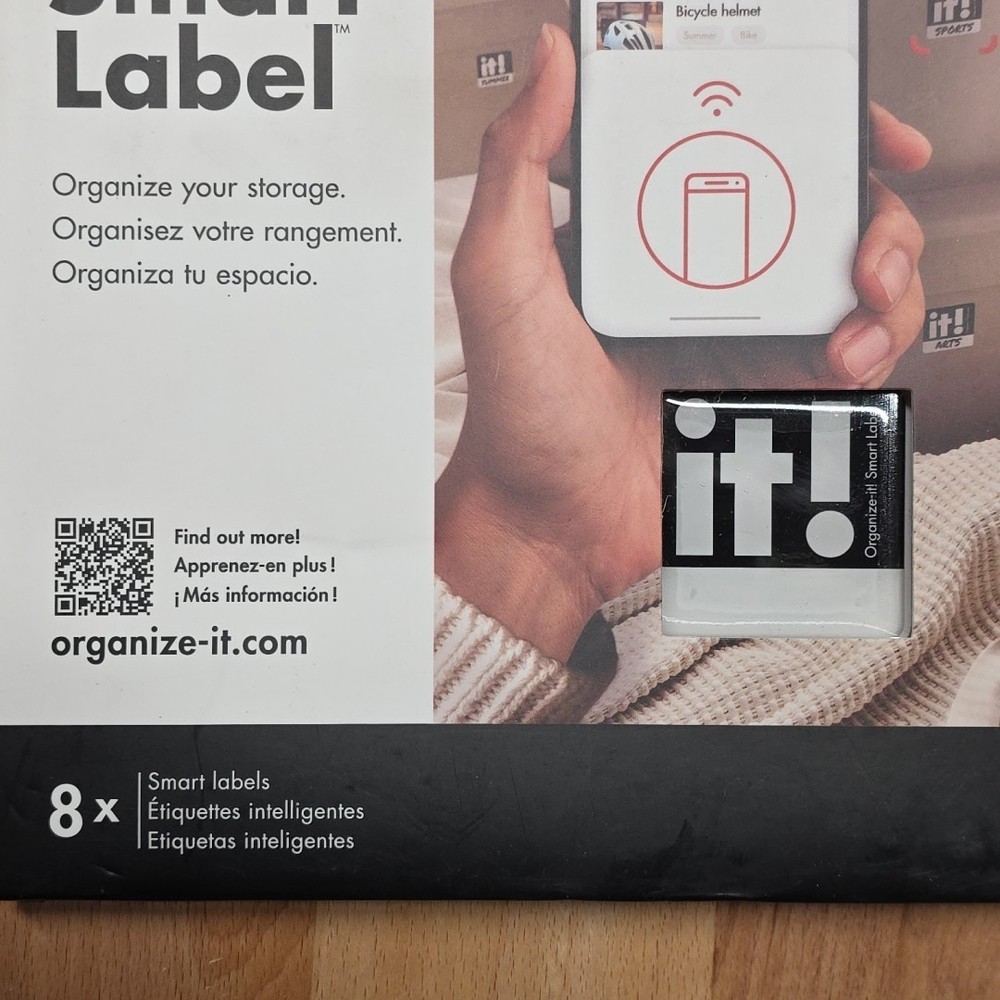 Smart
Label™
Organize your storage.
Organisez votre rangement.
Organiza tu espacio.
Find out more!
Apprenez-en plus!
¡Más información!
organize-it.com
8 x
Smart labels
Étiquettes intelligentes
Etiquetas inteligentes
Bicycle helmet
Summer Bike
it!
SUMMER
it!
SPORTS
it!
ARTS
it!
Organize-it! Smart Label